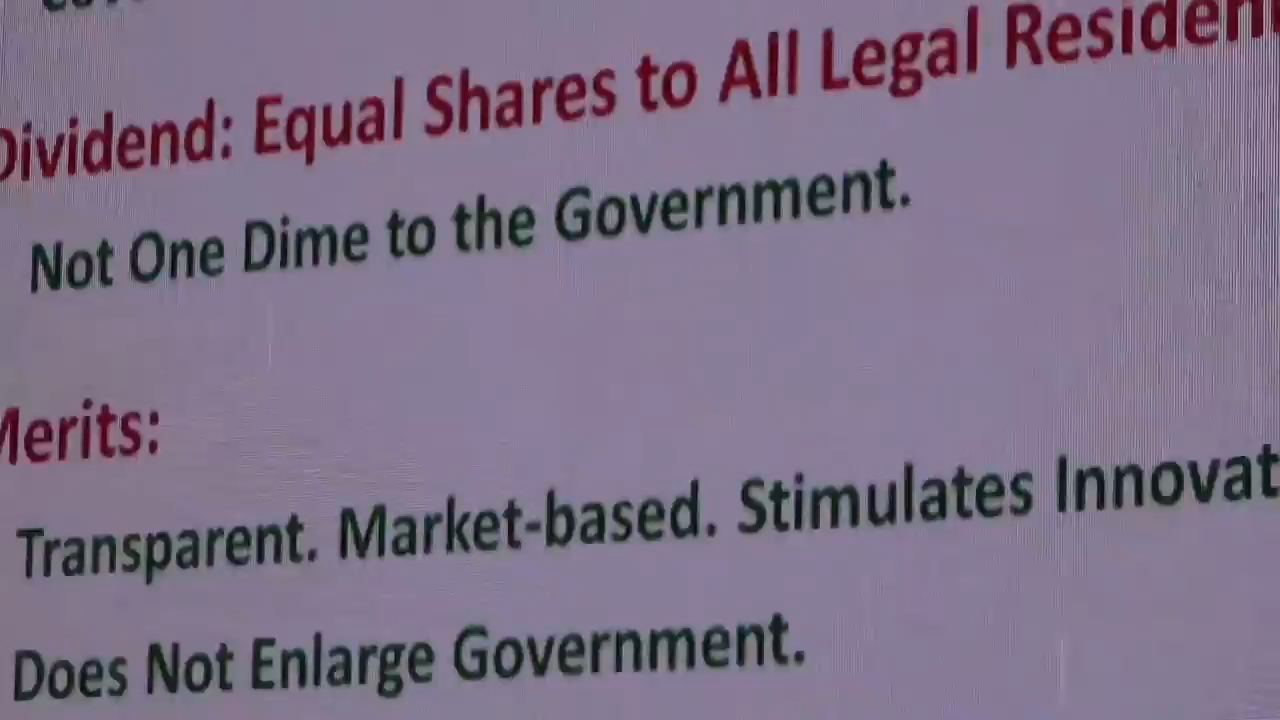 Dividend: Equal Shares to All Legal
Not One Dime to the Government.
Merits:
Transparent. Market-based. Stimulates
Does Not Enlarge Government.